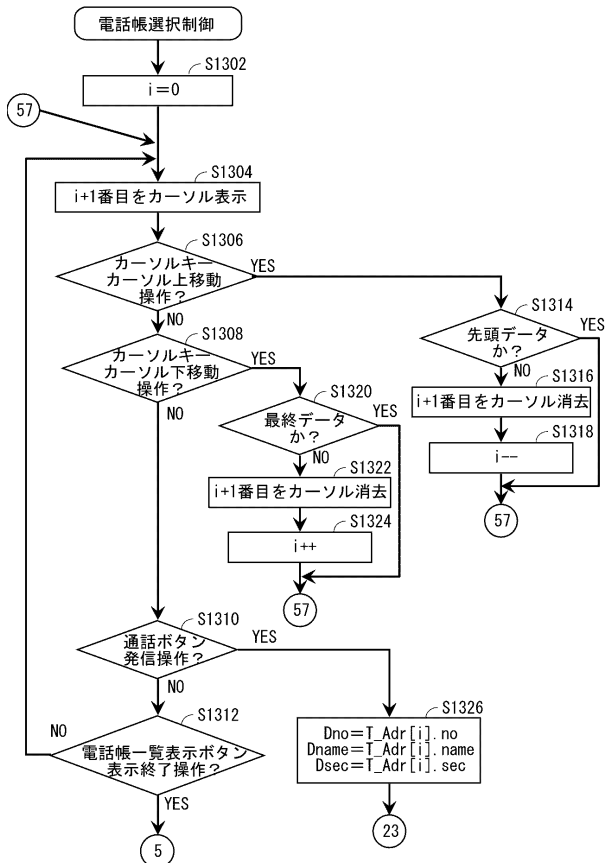 電話帳選択制御
S1302
i=0
57
S1304
i+1番目をカーソル表示
S1306
カーソルキー
カーソル上移動
操作？
YES
NO
S1314
先頭データ
か？
YES
NO
S1316
i+1番目をカーソル消去
S1318
i--
57
S1308
カーソルキー
カーソル下移動
操作？
YES
NO
S1320
最終データ
か？
YES
NO
S1322
i+1番目をカーソル消去
S1324
i++
57
S1310
通話ボタン
発信操作？
YES
NO
S1312
電話帳一覧表示ボタン
表示終了操作？
NO
YES
5
S1326
Dno=T_Adr[i].no
Dname=T_Adr[i].name
Dsec=T_Adr[i].sec
23